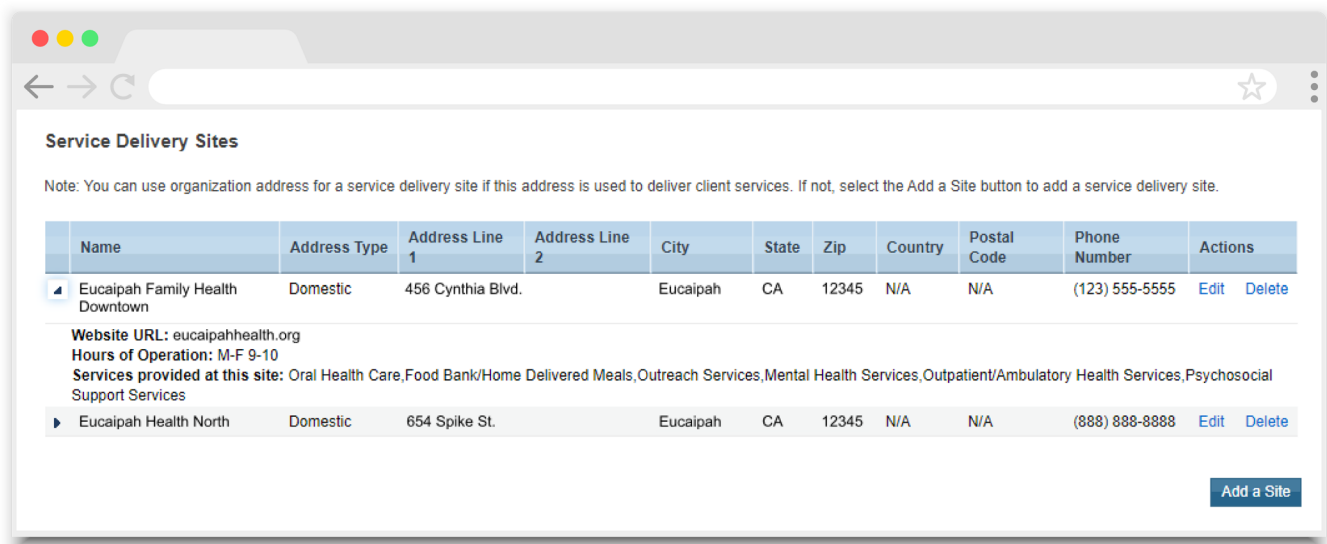 Service Delivery Sites
Note: You can use organization address for a service delivery site if this address is used to deliver client services. If not, select the Add a Site button to add a service delivery site.
Name Address Type Address Line 1 Address Line 2 City State Zip Country Postal Code Phone Number Actions
Eucaipah Family Health Downtown Domestic 456 Cynthia Blvd. Eucaipah CA 12345 N/A N/A (123) 555-5555 Edit Delete
Website URL: eucaipahhealth.org
Hours of Operation: M-F 9-10
Services provided at this site: Oral Health Care,Food Bank/Home Delivered Meals,Outreach Services,Mental Health Services,Outpatient/Ambulatory Health Services,Psychosocial
Support Services
Eucaipah Health North Domestic 654 Spike St. Eucaipah CA 12345 N/A N/A (888) 888-8888 Edit Delete
Add a Site